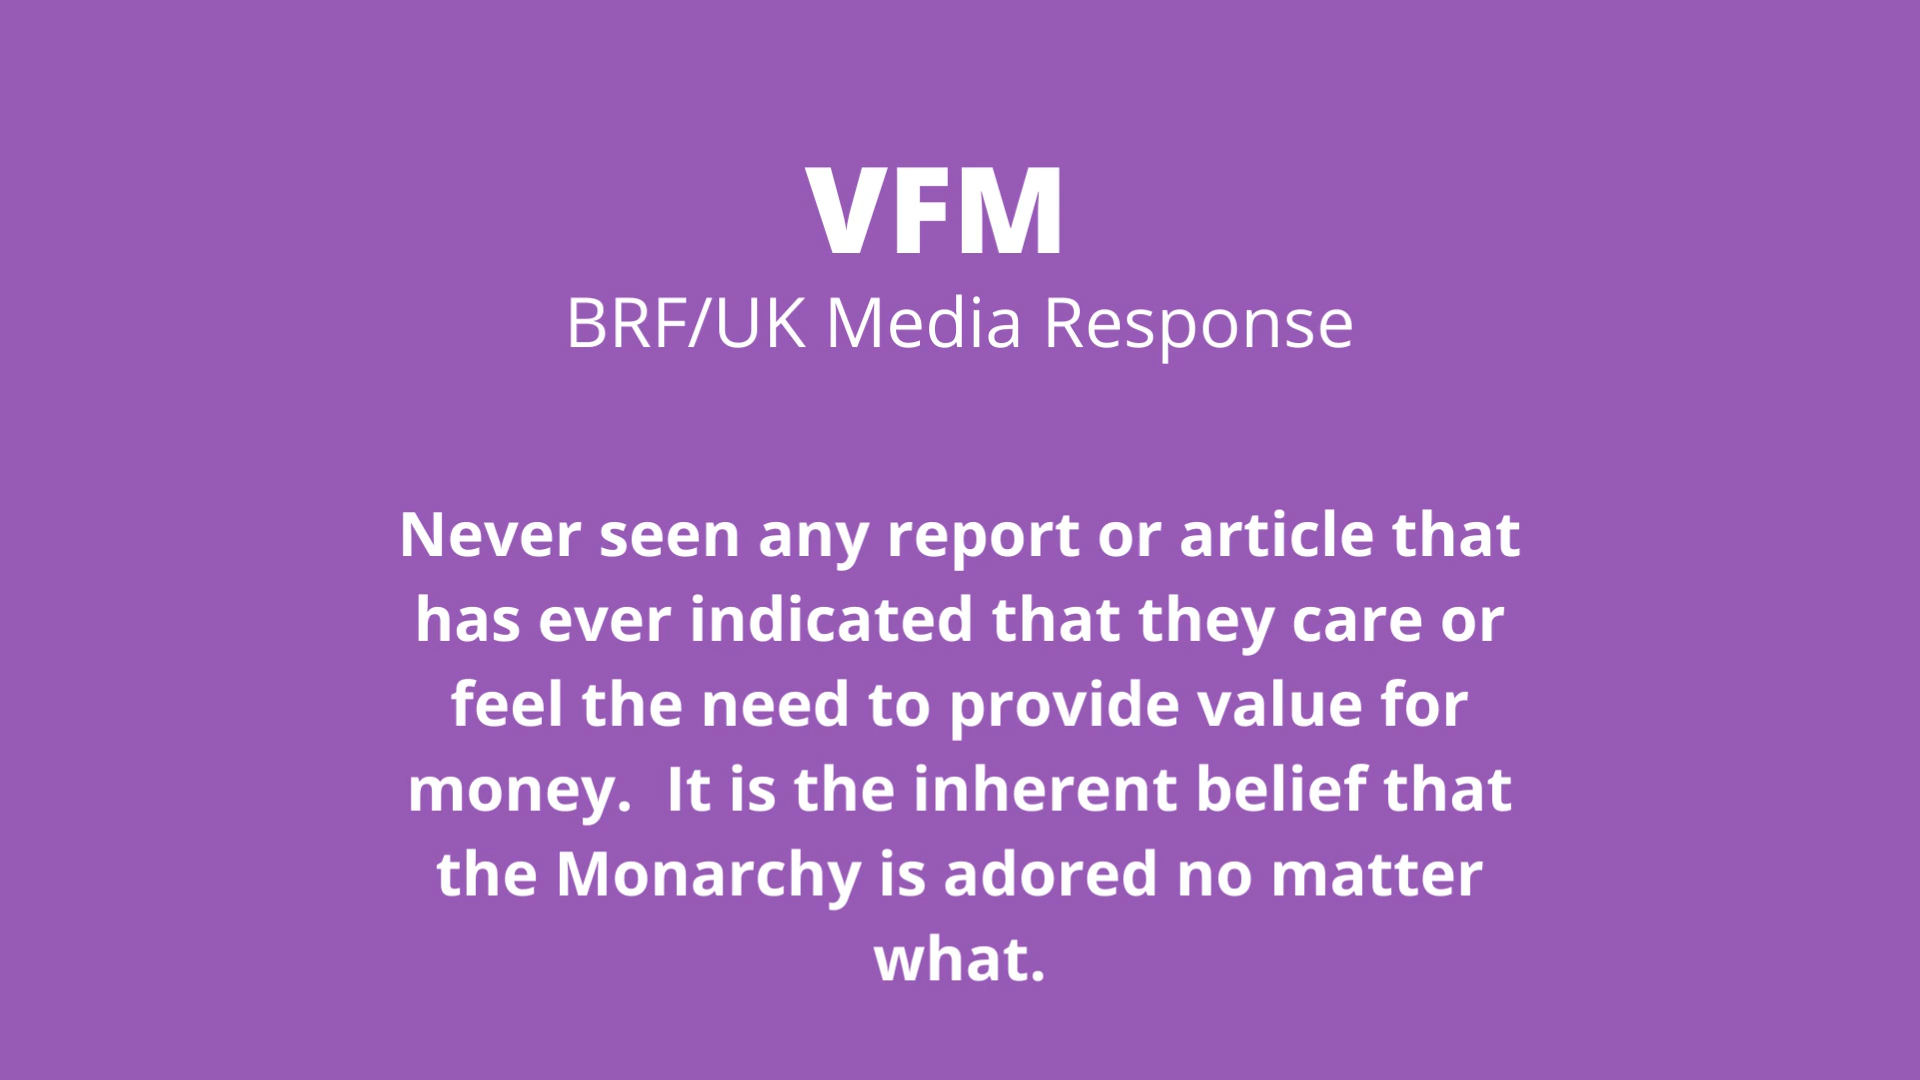 VFM
BRF/UK Media Response
Never seen any report or article that
has ever indicated that they care or
feel the need to provide value for
money.  It is the inherent belief that
the Monarchy is adored no matter
what.